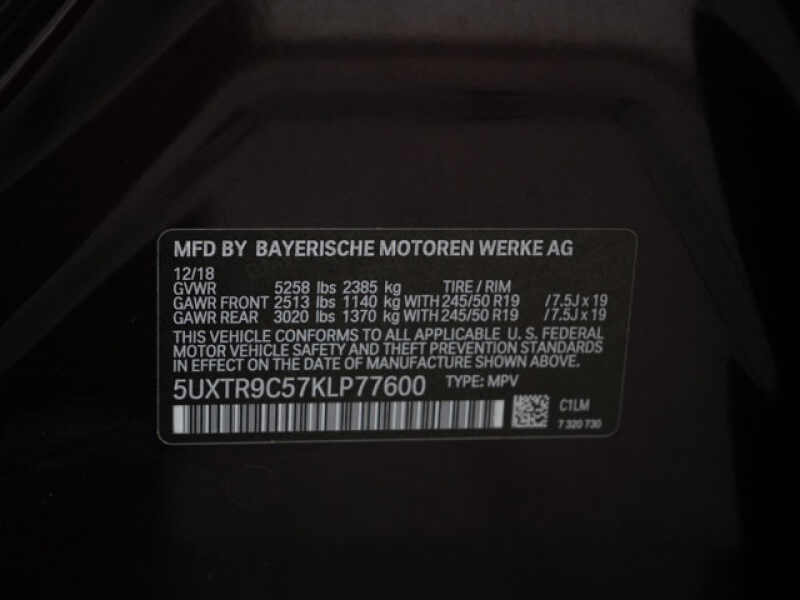 MFD BY BAYERISCHE MOTOREN WERKE AG
12/18
GVWR 5258 lbs 2385 kg TIRE / RIM
GAWR FRONT 2513 lbs 1140 kg WITH 245/50 R19 /7.5J x 19
GAWR REAR 3020 lbs 1370 kg WITH 245/50 R19 /7.5J x 19
THIS VEHICLE CONFORMS TO ALL APPLICABLE U. S. FEDERAL
MOTOR VEHICLE SAFETY AND THEFT PREVENTION STANDARDS
IN EFFECT ON THE DATE OF MANUFACTURE SHOWN ABOVE.
5UXTR9C57KLP77600 TYPE: MPV
C1LM
7 320 730